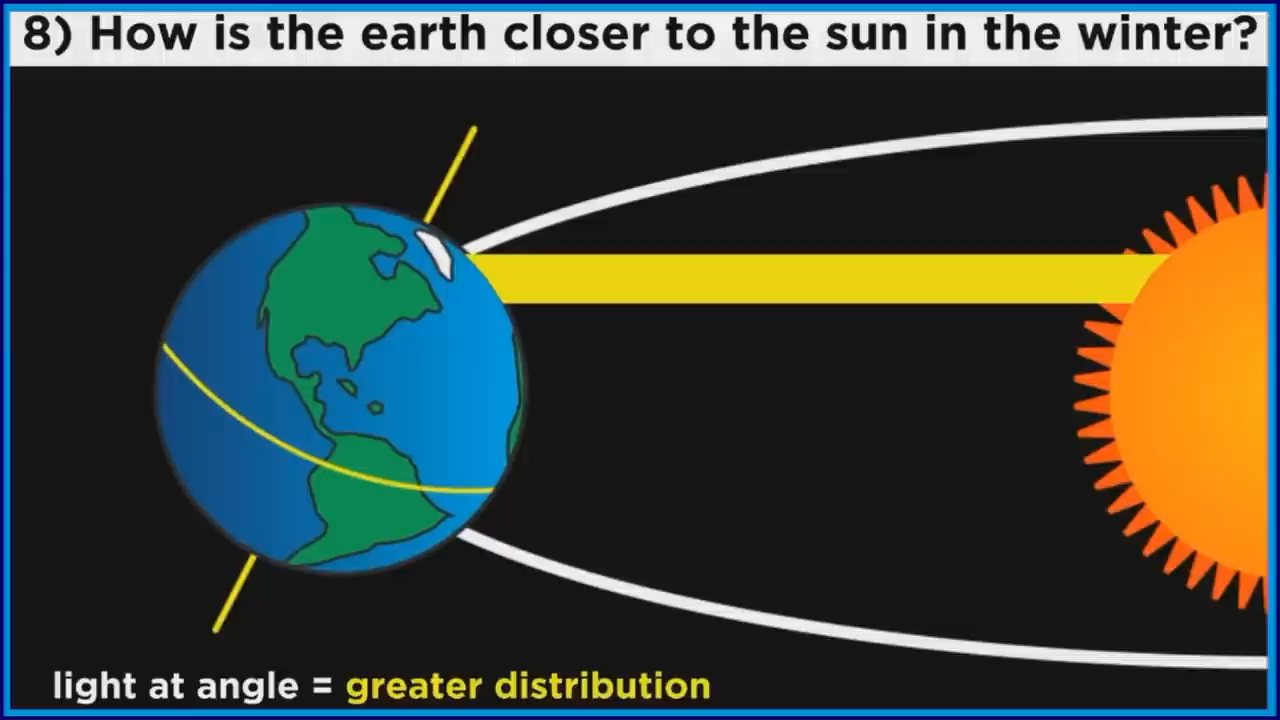 8) How is the earth closer to the sun in the winter?
light at angle = greater distribution